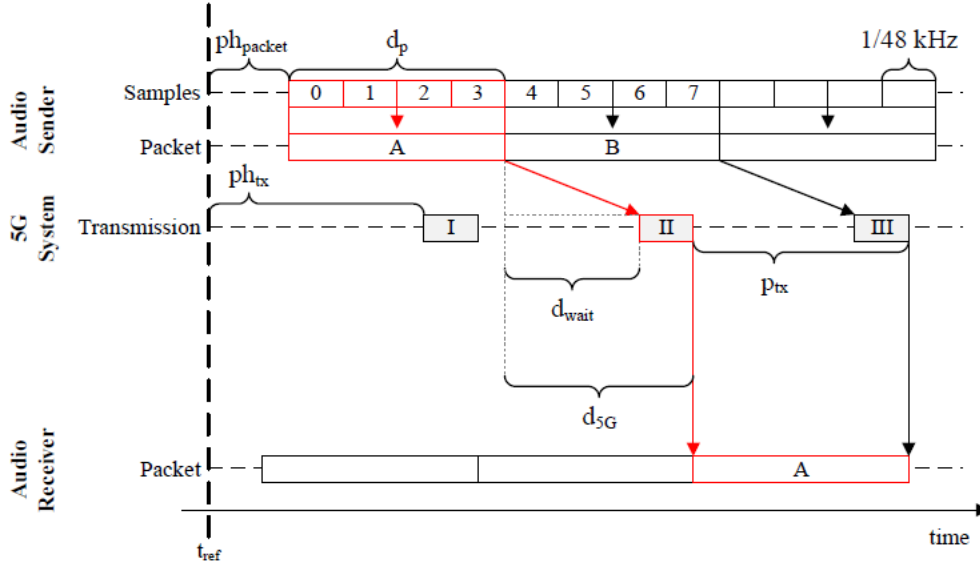 ph_packet
d_p
1/48 kHz
Audio Sender
Samples
0 1 2 3 4 5 6 7
Packet
A B
5G System
ph_tx
Transmission
I II III
d_wait
p_tx
d_5G
Audio Receiver
Packet
A
time
t_ref